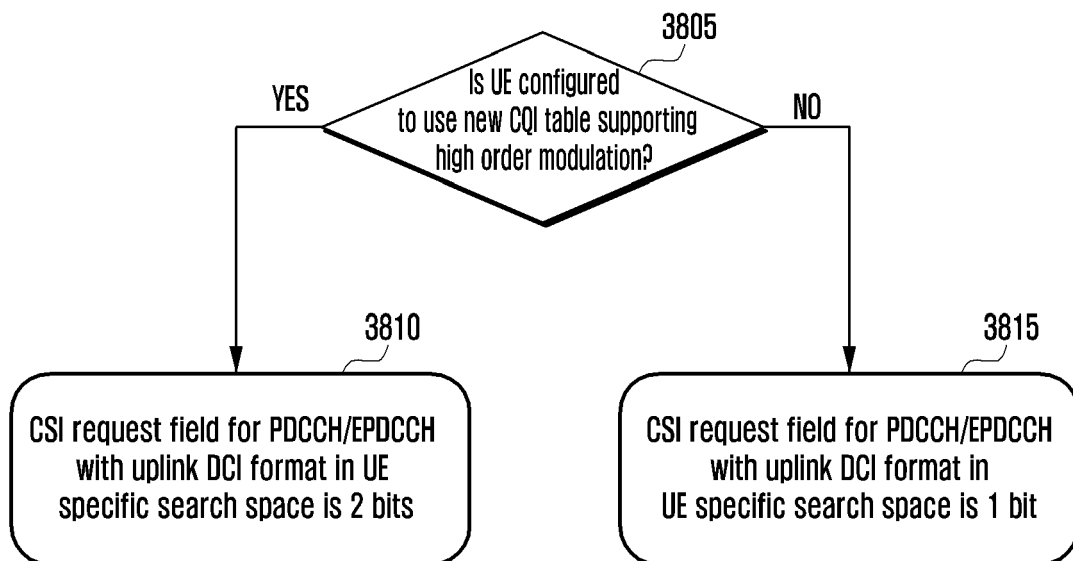 3805
Is UE configured
to use new CQI table supporting
high order modulation?
YES
NO
3810
CSI request field for PDCCH/EPDCCH
with uplink DCI format in UE
specific search space is 2 bits
3815
CSI request field for PDCCH/EPDCCH
with uplink DCI format in
UE specific search space is 1 bit